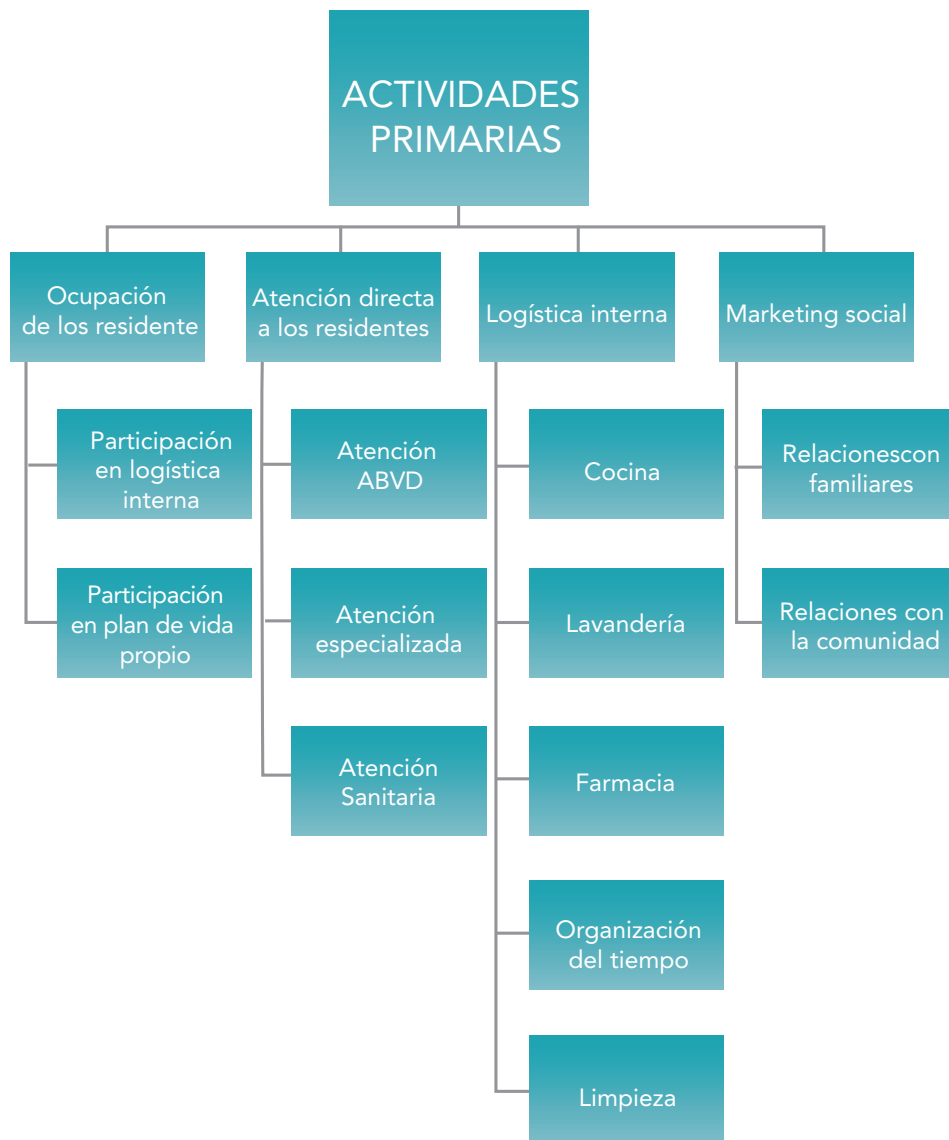 ACTIVIDADES
PRIMARIAS
Ocupación
de los residente
Atención directa
a los residentes
Logística interna
Marketing social
Participación
en logística
interna
Participación
en plan de vida
propio
Atención
ABVD
Atención
especializada
Atención
Sanitaria
Cocina
Lavandería
Farmacia
Organización
del tiempo
Limpieza
Relacionescon
familiares
Relaciones con
la comunidad